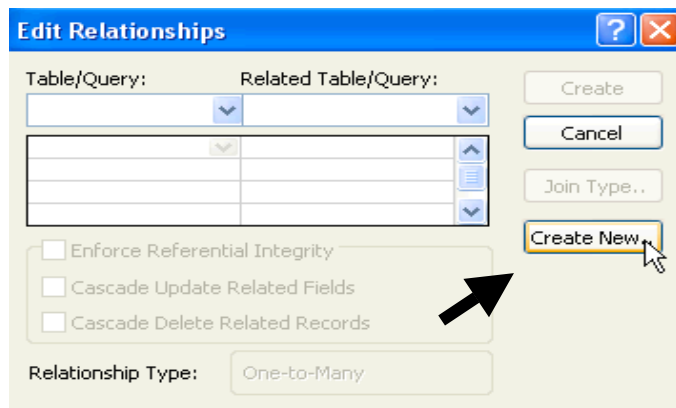 Edit Relationships
Table/Query: Related Table/Query:
Create
Cancel
Join Type..
Create New..
Enforce Referential Integrity
Cascade Update Related Fields
Cascade Delete Related Records
Relationship Type: One-to-Many